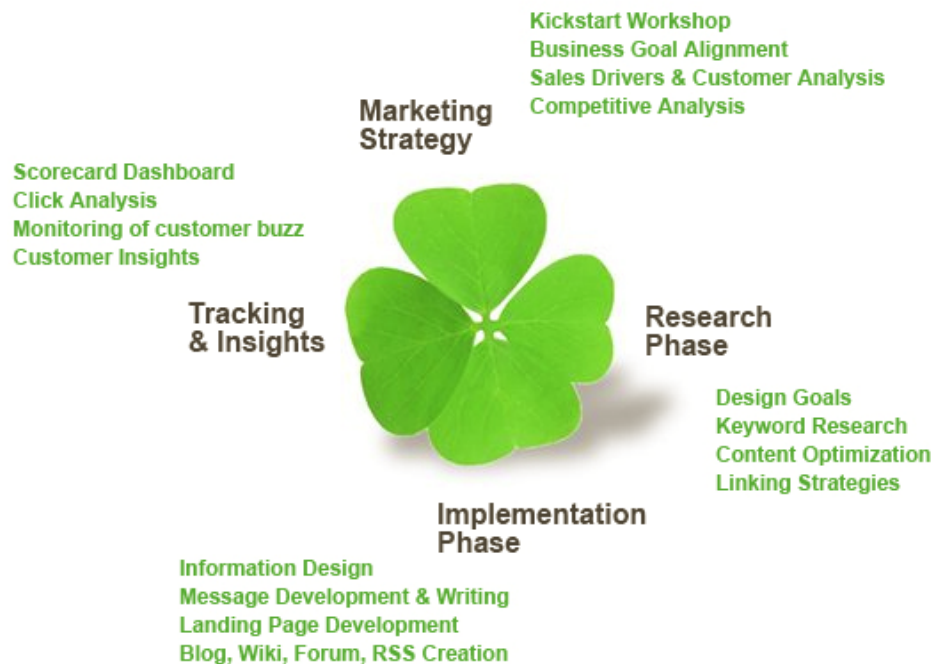 Kickstart Workshop
Business Goal Alignment
Sales Drivers & Customer Analysis
Competitive Analysis
Marketing
Strategy
Scorecard Dashboard
Click Analysis
Monitoring of customer buzz
Customer Insights
Tracking
& Insights
Research
Phase
Design Goals
Keyword Research
Content Optimization
Linking Strategies
Implementation
Phase
Information Design
Message Development & Writing
Landing Page Development
Blog, Wiki, Forum, RSS Creation